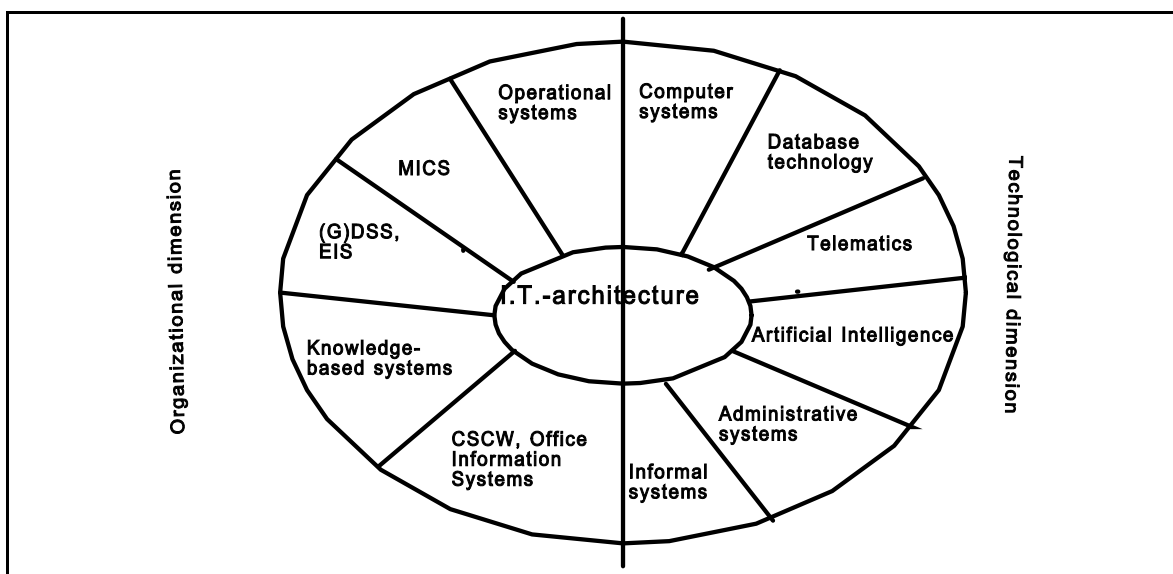 Organizational dimension
Operational
systems
MICS
(G)DSS,
EIS
Knowledge-
based systems
CSCW, Office
Information
Systems
I.T.-architecture
Computer
systems
Database
technology
Telematics
Artificial Intelligence
Administrative
systems
Informal
systems
Technological dimension